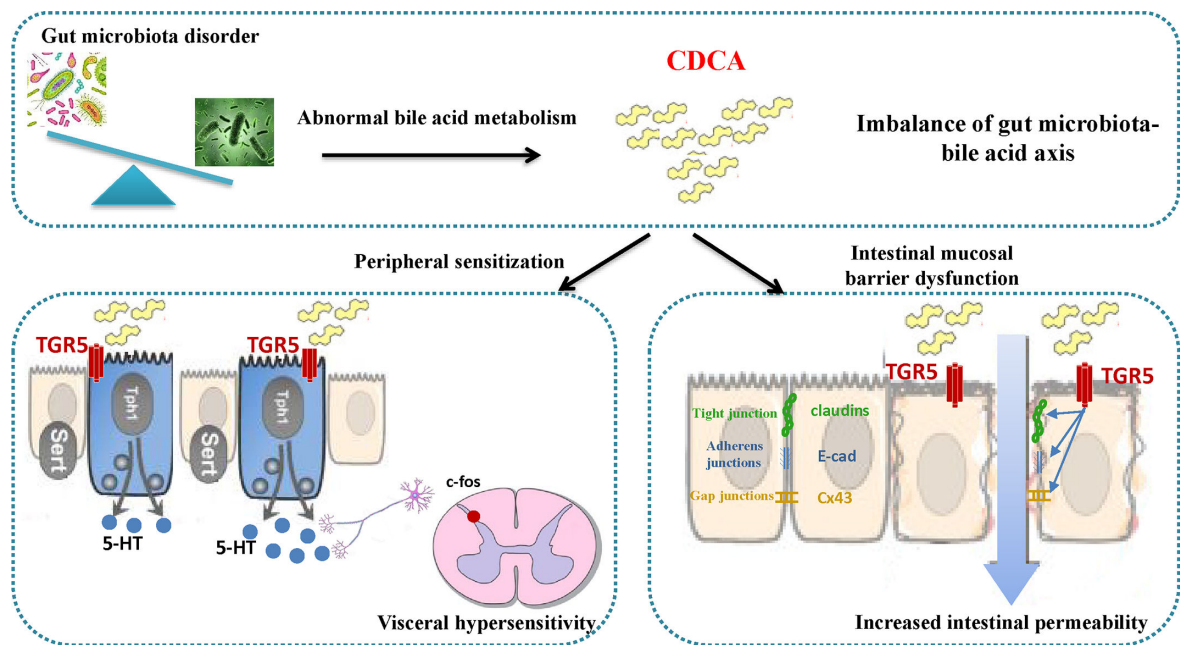 Gut microbiota disorder
CDCA
Abnormal bile acid metabolism
Imbalance of gut microbiota-
bile acid axis
Peripheral sensitization
Intestinal mucosal
barrier dysfunction
TGR5
TGR5
Tph1
Tph1
Sert
Sert
5-HT
5-HT
c-fos
Visceral hypersensitivity
TGR5
TGR5
Tight junction
claudins
Adherens
junctions
E-cad
Gap junctions
Cx43
Increased intestinal permeability